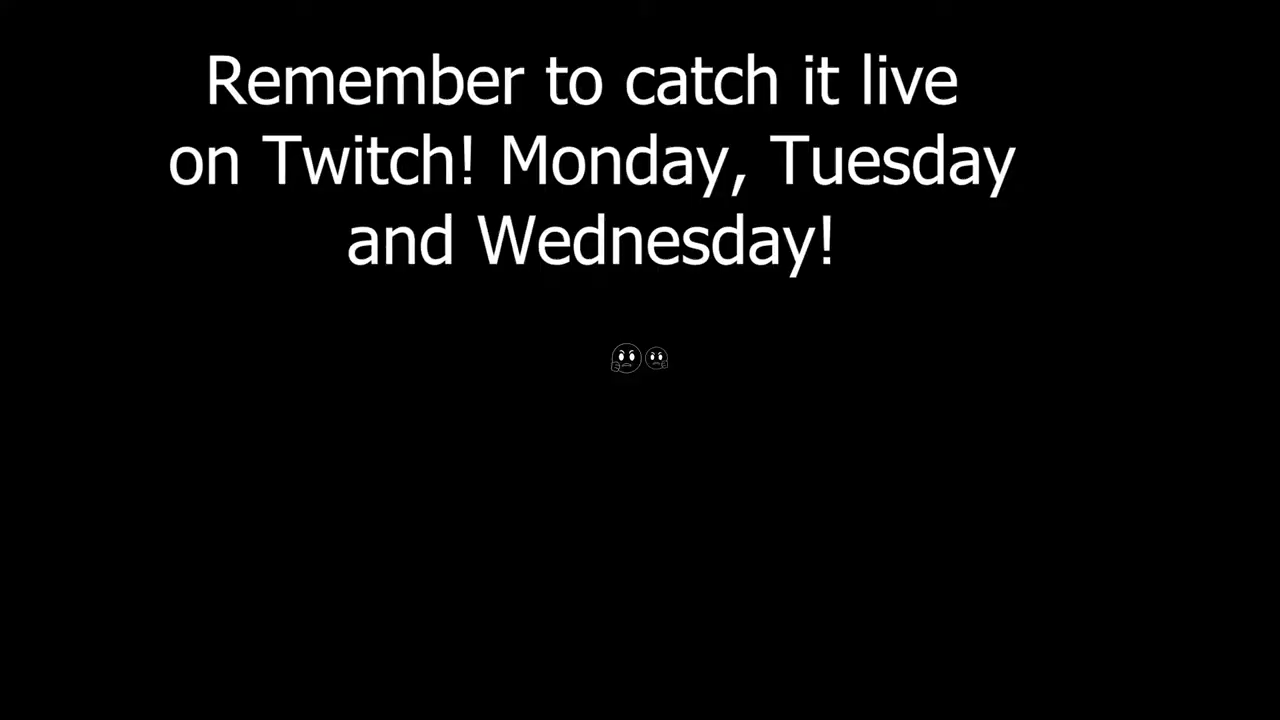 Remember to catch it live
on Twitch! Monday, Tuesday
and Wednesday!